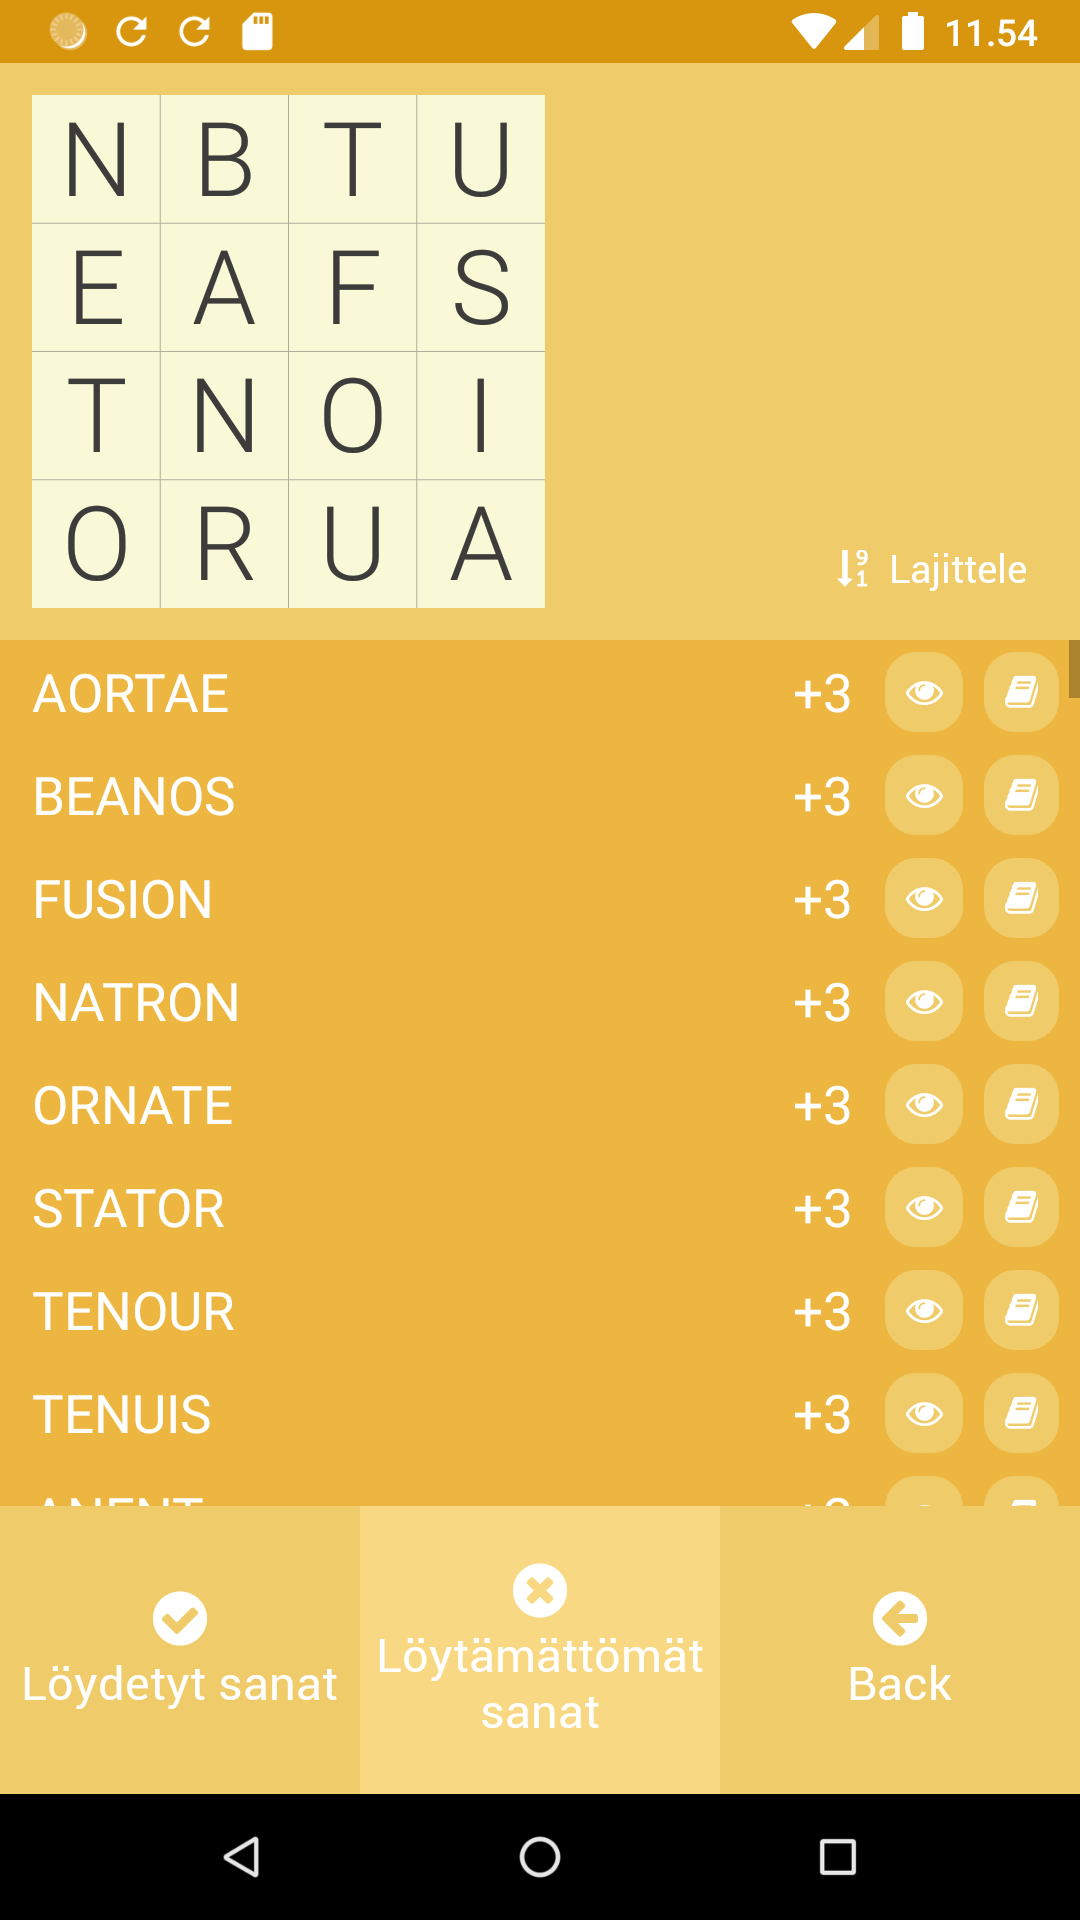 11.54
N B T U
E A F S
T N O I
O R U A
Lajittele
AORTAE +3
BEANOS +3
FUSION +3
NATRON +3
ORNATE +3
STATOR +3
TENOUR +3
TENUIS +3
Löydetyt sanat
Löytämättömät
sanat
Back